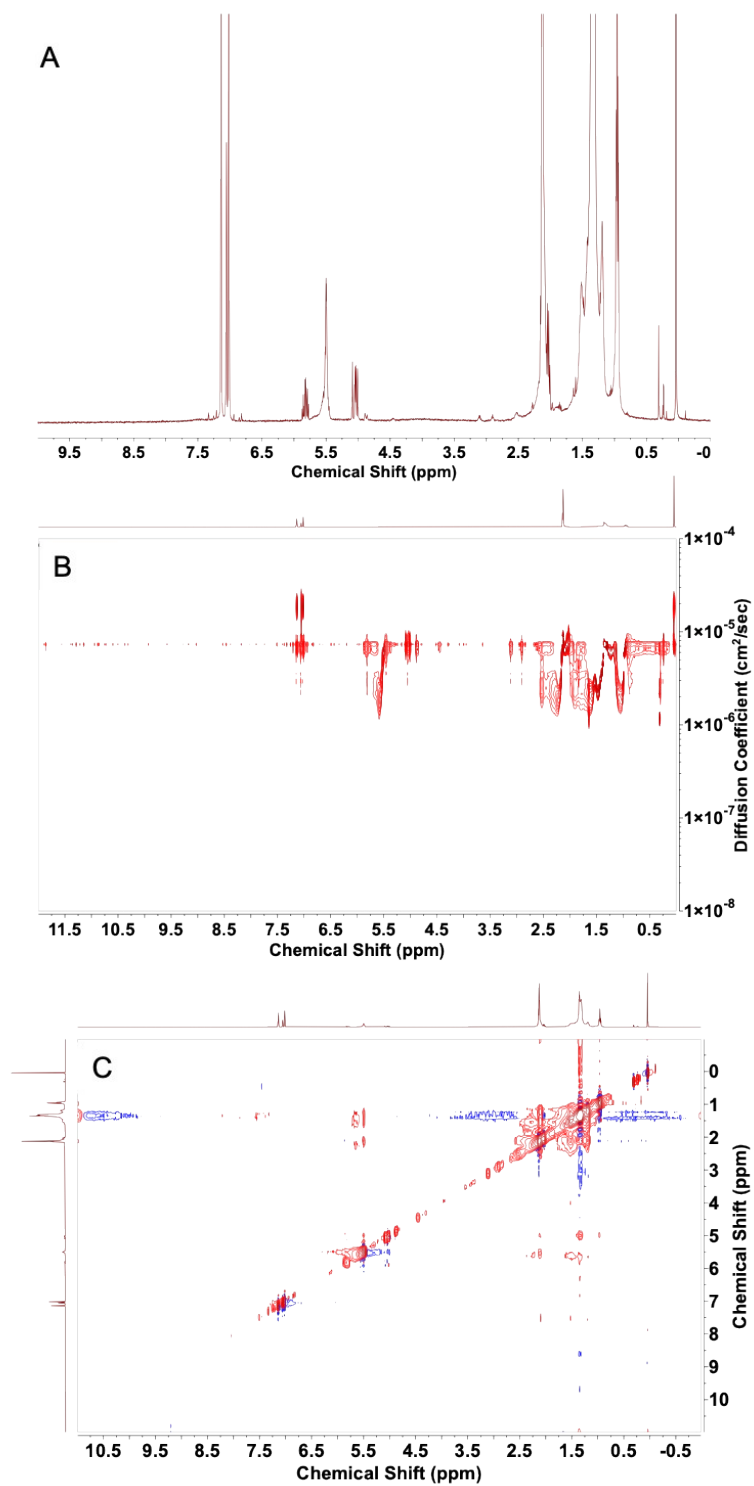 A
9.5 8.5 7.5 6.5 5.5 4.5 3.5 2.5 1.5 0.5 -0
Chemical Shift (ppm)
B
1×10-4
1×10-5
1×10-6
1×10-7
1×10-8
Diffusion Coefficient (cm2/sec)
11.5 10.5 9.5 8.5 7.5 6.5 5.5 4.5 3.5 2.5 1.5 0.5
Chemical Shift (ppm)
C
0
1
2
3
4
5
6
7
8
9
10
Chemical Shift (ppm)
10.5 9.5 8.5 7.5 6.5 5.5 4.5 3.5 2.5 1.5 0.5 -0.5
Chemical Shift (ppm)